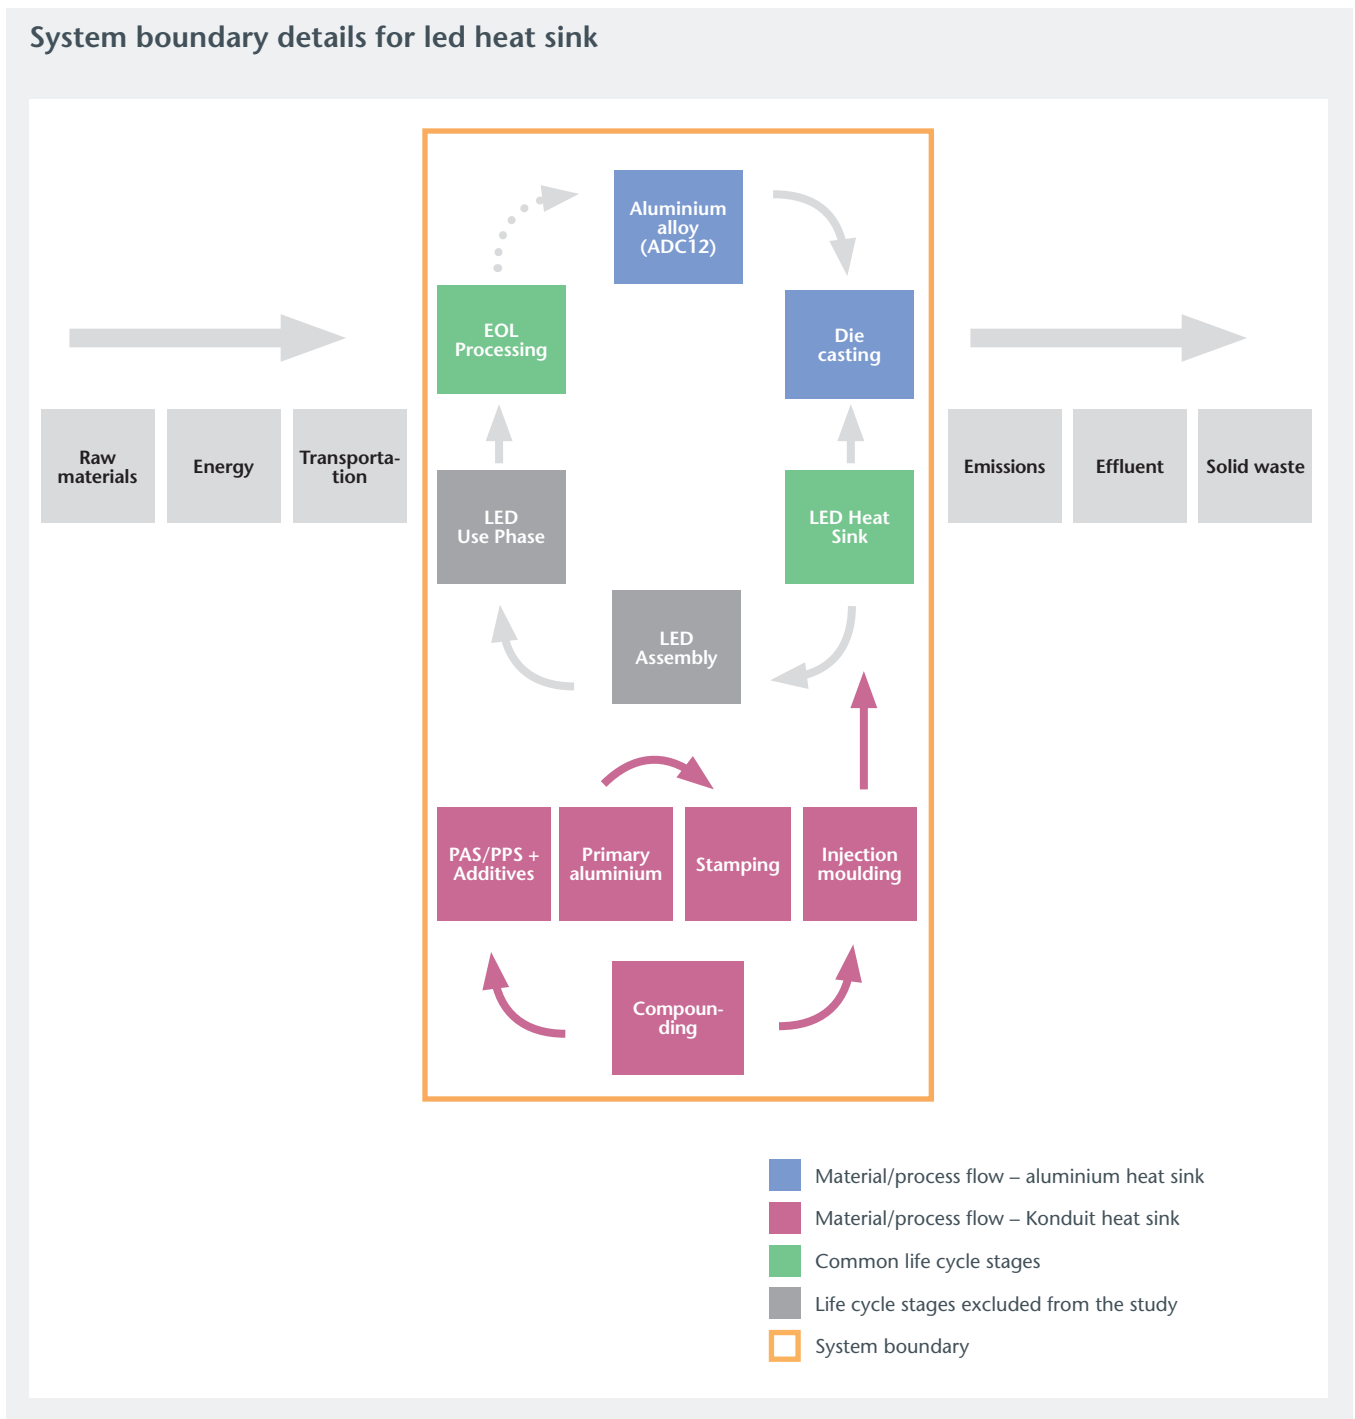 System boundary details for led heat sink
Aluminium
alloy
(ADC12)
EOL
Processing
Die
casting
Raw
materials
Energy
Transporta-
tion
LED
Use Phase
LED Heat
Sink
Emissions
Effluent
Solid waste
LED
Assembly
PAS/PPS +
Additives
Primary
aluminium
Stamping
Injection
moulding
Compoun-
ding
Material/process flow – aluminium heat sink
Material/process flow – Konduit heat sink
Common life cycle stages
Life cycle stages excluded from the study
System boundary